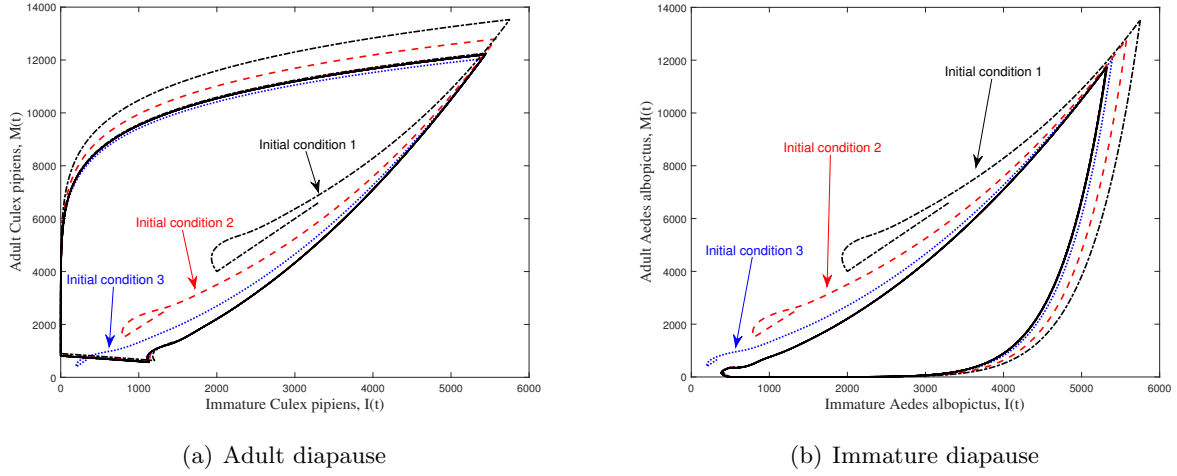 14000
12000
10000
8000
6000
4000
2000
0
Adult Culex pipiens, M(t)
Initial condition 1
Initial condition 2
Initial condition 3
0 1000 2000 3000 4000 5000 6000
Immature Culex pipiens, I(t)
(a) Adult diapause
14000
12000
10000
8000
6000
4000
2000
0
Adult Aedes albopictus, M(t)
Initial condition 1
Initial condition 2
Initial condition 3
0 1000 2000 3000 4000 5000 6000
Immature Aedes albopictus, I(t)
(b) Immature diapause